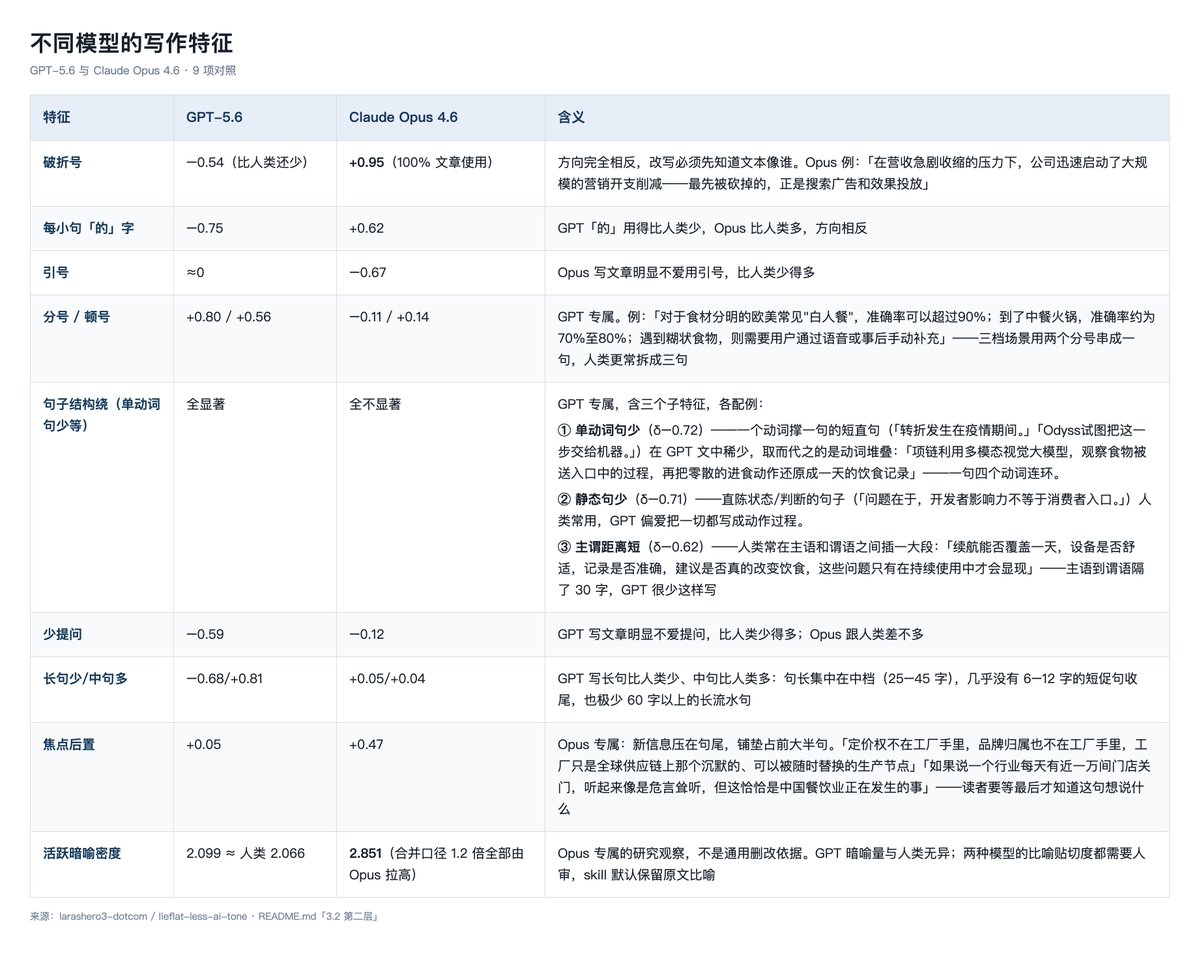 不同模型的写作特征
GPT-5.6 与 Claude Opus 4.6 · 9 项对照
特征 GPT-5.6 Claude Opus 4.6 含义
破折号 −0.54（比人类还少） +0.95（100% 文章使用） 方向完全相反，改写必须先知道文本像谁。Opus 例：「在营收急剧收缩的压力下，公司迅速启动了大规
模的营销开支削减——最先被砍掉的，正是搜索广告和效果投放」
每小句「的」字 −0.75 +0.62 GPT「的」用得比人类少，Opus 比人类多，方向相反
引号 ≈0 −0.67 Opus 写文章明显不爱用引号，比人类少得多
分号 / 顿号 +0.80 / +0.56 −0.11 / +0.14 GPT 专属。例：「对于食材分明的欧美常见"白人餐"，准确率可以超过90%；到了中餐火锅，准确率约为
70%至80%；遇到糊状食物，则需要用户通过语音或事后手动补充」——三档场景用两个分号串成一
句，人类更常拆成三句
句子结构绕（单动词 全显著 全不显著 GPT 专属，含三个子特征，各配例：
句少等）
① 单动词句少（δ−0.72）——一个动词撑一句的短直句（「转折发生在疫情期间。」「Odyss试图把这一
步交给机器。」）在 GPT 文中稀少，取而代之的是动词堆叠：「项链利用多模态视觉大模型，观察食物被
送入口中的过程，再把零散的进食动作还原成一天的饮食记录」——一句四个动词连环。
② 静态句少（δ−0.71）——直陈状态/判断的句子（「问题在于，开发者影响力不等于消费者入口。」）人
类常用，GPT 偏爱把一切都写成动作过程。
③ 主谓距离短（δ−0.62）——人类常在主语和谓语之间插一大段：「续航能否覆盖一天，设备是否舒
适，记录是否准确，建议是否真的改变饮食，这些问题只有在持续使用中才会显现」——主语到谓语隔
了 30 字，GPT 很少这样写
少提问 −0.59 −0.12 GPT 写文章明显不爱提问，比人类少得多；Opus 跟人类差不多
长句少/中句多 −0.68/+0.81 +0.05/+0.04 GPT 写长句比人类少、中句比人类多：句长集中在中档（25−45 字），几乎没有 6−12 字的短促句收
尾，也极少 60 字以上的长流水句
焦点后置 +0.05 +0.47 Opus 专属：新信息压在句尾，铺垫占前大半句。「定价权不在工厂手里，品牌归属也不在工厂手里，工
厂只是全球供应链上那个沉默的、可以被随时替换的生产节点」「如果说一个行业每天有近一万间门店关
门，听起来像是危言耸听，但这恰恰是中国餐饮业正在发生的事」——读者要等最后才知道这句想说什
么
活跃暗喻密度 2.099 ≈ 人类 2.066 2.851（合并口径 1.2 倍全部由 Opus 专属的研究观察，不是通用删改依据。GPT 暗喻量与人类无异；两种模型的比喻贴切度都需要人
Opus 拉高） 审，skill 默认保留原文比喻
来源：larashero3-dotcom / lieflat-less-ai-tone · README.md「3.2 第二层」